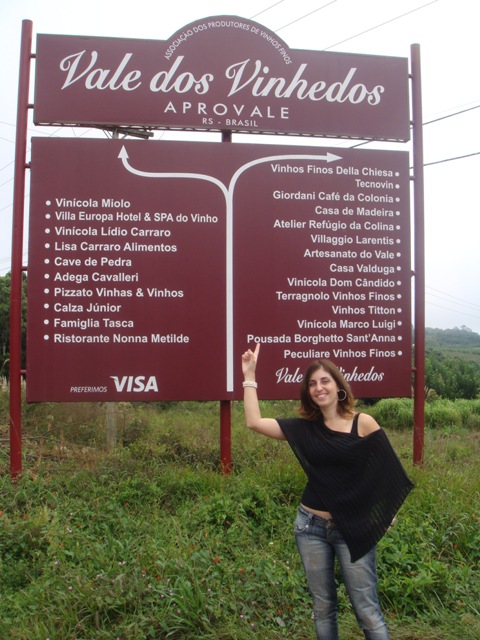 ASSOCIAÇÃO DOS PRODUTORES DE VINHOS FINOS
Vale dos Vinhedos
APROVALE
RS - BRASIL
• Vinícola Miolo
• Villa Europa Hotel & SPA do Vinho
• Vinícola Lídio Carraro
• Lisa Carraro Alimentos
• Cave de Pedra
• Adega Cavalleri
• Pizzato Vinhas & Vinhos
• Calza Júnior
• Famiglia Tasca
• Ristorante Nonna Metilde
PREFERIMOS VISA
Vinhos Finos Della Chiesa •
Tecnovin •
Giordani Café da Colonia •
Casa de Madeira •
Atelier Refúgio da Colina •
Villaggio Larentis •
Artesanato do Vale •
Casa Valduga •
Vinícola Dom Cândido •
Terragnolo Vinhos Finos •
Vinhos Titton •
Vinícola Marco Luigi •
Pousada Borghetto Sant'Anna •
Peculiare Vinhos Finos •
Vale dos Vinhedos